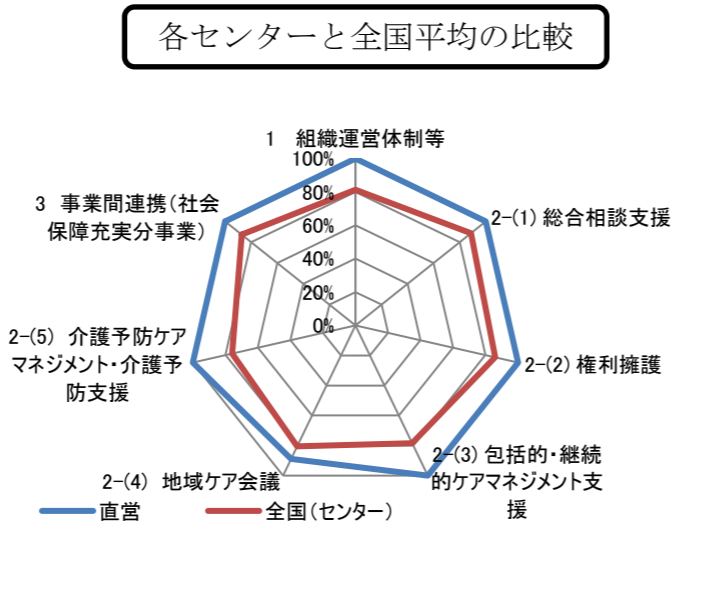 各センターと全国平均の比較
1　組織運営体制等
100%
80%
60%
40%
20%
0%
2-(1) 総合相談支援
2-(2) 権利擁護
2-(3) 包括的・継続
的ケアマネジメント支
援
2-(4)　地域ケア会議
2-(5)　介護予防ケア
マネジメント・介護予
防支援
3　事業間連携（社会
保障充実分事業）
直営
全国（センター）